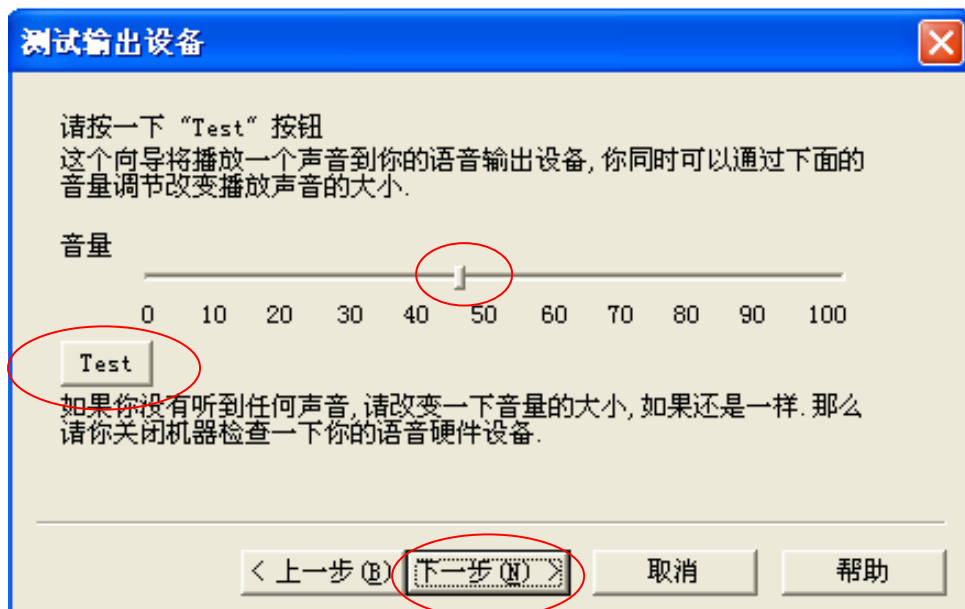 测试输出设备
请按一下 "Test" 按钮
这个向导将播放一个声音到你的语音输出设备, 你同时可以通过下面的
音量调节改变播放声音的大小.
音量
0 10 20 30 40 50 60 70 80 90 100
Test
如果你没有听到任何声音, 请改变一下音量的大小, 如果还是一样. 那么
请你关闭机器检查一下你的语音硬件设备.
< 上一步(B) 下一步(N) > 取消 帮助